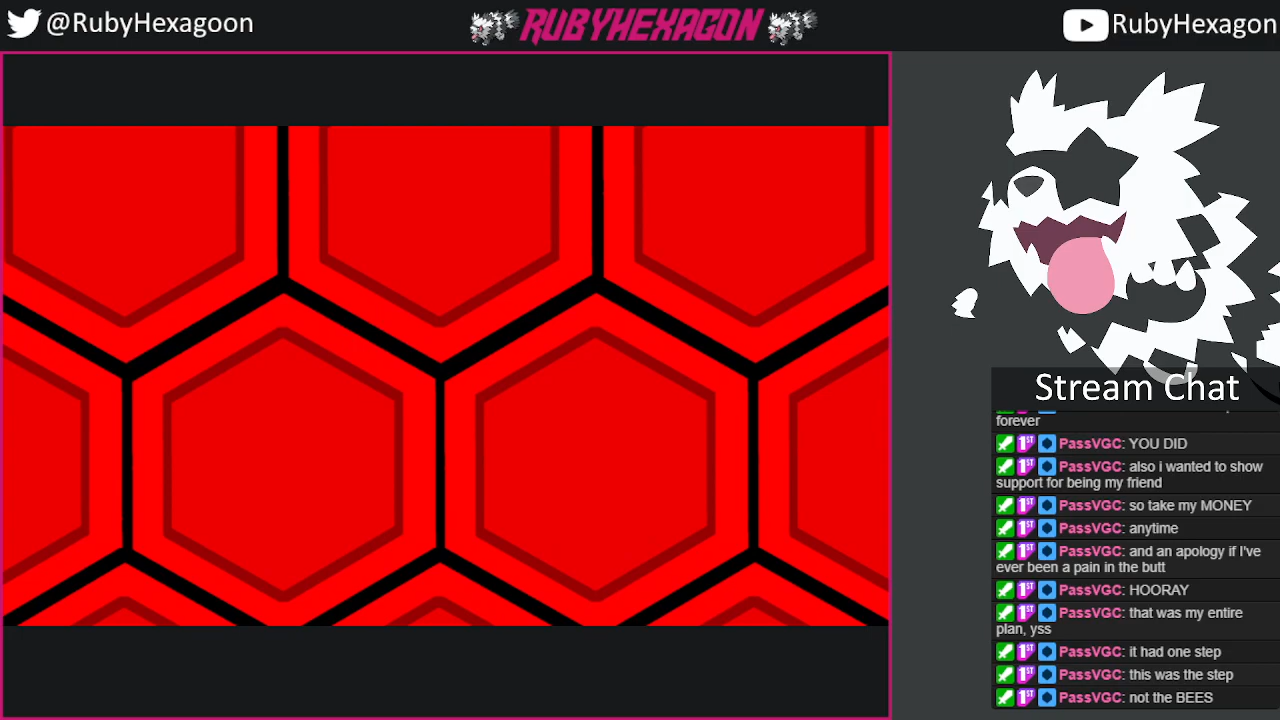 @RubyHexagoon
RUBYHEXAGON
RubyHexagon
Stream Chat
forever
PassVGC: YOU DID
PassVGC: also i wanted to show
support for being my friend
PassVGC: so take my MONEY
PassVGC: anytime
PassVGC: and an apology if I've
ever been a pain in the butt
PassVGC: HOORAY
PassVGC: that was my entire
plan, yss
PassVGC: it had one step
PassVGC: this was the step
PassVGC: not the BEES